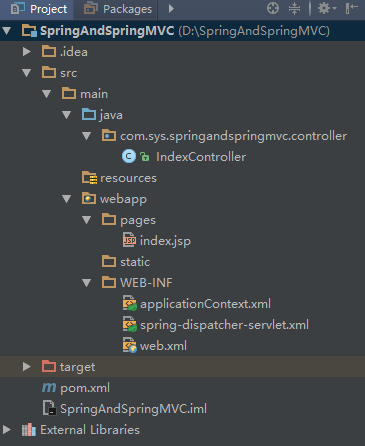 Project Packages
SpringAndSpringMVC (D:\SpringAndSpringMVC)
.idea
src
main
java
com.sys.springandspringmvc.controller
C IndexController
resources
webapp
pages
JSP index.jsp
static
WEB-INF
applicationContext.xml
spring-dispatcher-servlet.xml
web.xml
target
m pom.xml
SpringAndSpringMVC.iml
External Libraries